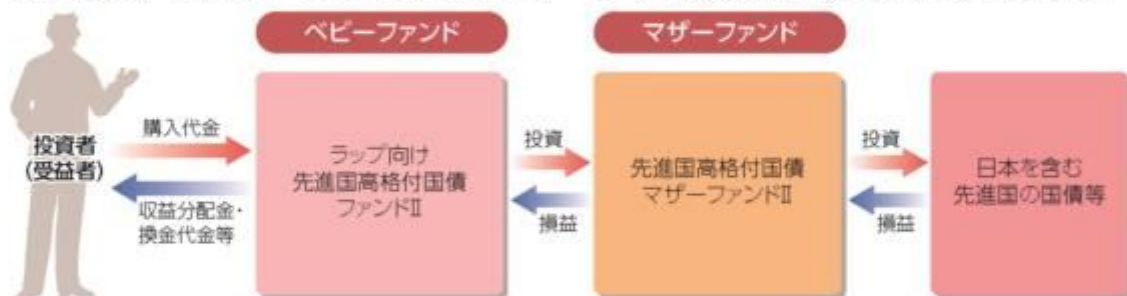 ベビーファンド
マザーファンド
投資者
(受益者)
購入代金
収益分配金・
換金代金等
ラップ向け
先進国高格付国債
ファンドⅡ
投資
損益
先進国高格付国債
マザーファンドⅡ
投資
損益
日本を含む
先進国の国債等